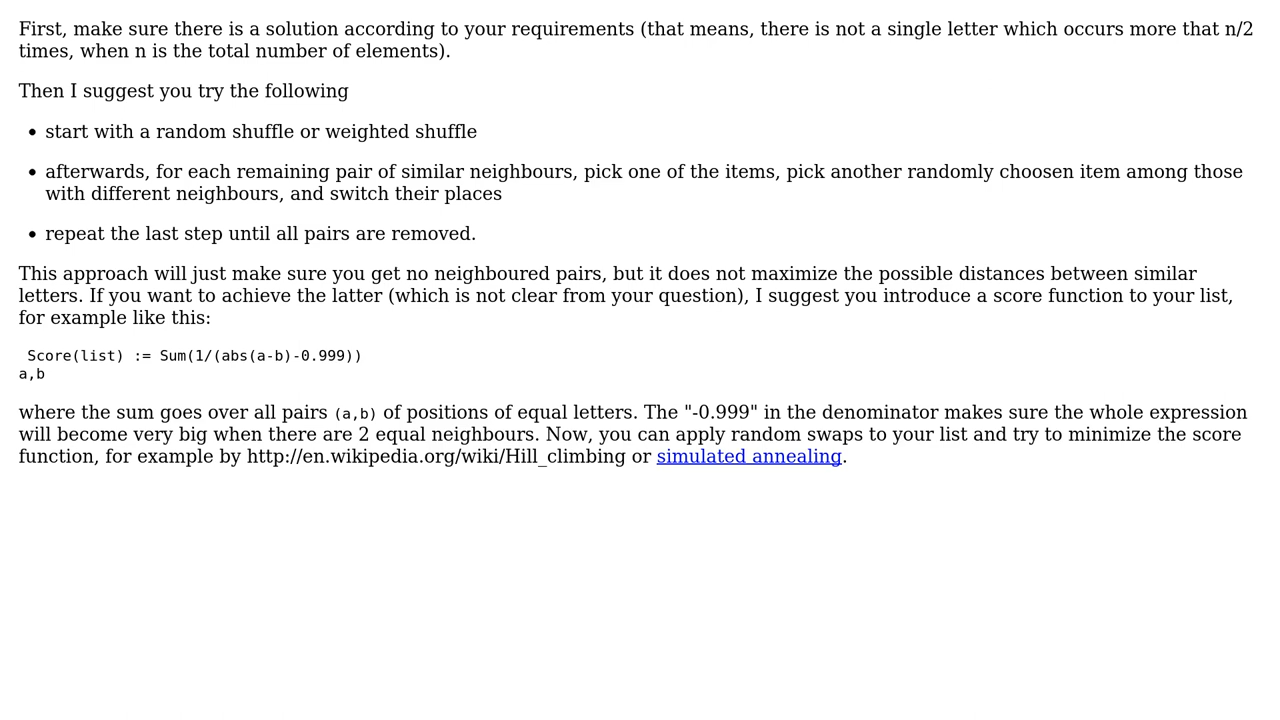 First, make sure there is a solution according to your requirements (that means, there is not a single letter which occurs more that n/2
times, when n is the total number of elements).
Then I suggest you try the following
• start with a random shuffle or weighted shuffle
• afterwards, for each remaining pair of similar neighbours, pick one of the items, pick another randomly choosen item among those
with different neighbours, and switch their places
• repeat the last step until all pairs are removed.
This approach will just make sure you get no neighboured pairs, but it does not maximize the possible distances between similar
letters. If you want to achieve the latter (which is not clear from your question), I suggest you introduce a score function to your list,
for example like this:
Score(list) := Sum(1/(abs(a-b)-0.999))
a,b
where the sum goes over all pairs (a,b) of positions of equal letters. The "-0.999" in the denominator makes sure the whole expression
will become very big when there are 2 equal neighbours. Now, you can apply random swaps to your list and try to minimize the score
function, for example by http://en.wikipedia.org/wiki/Hill_climbing or simulated annealing.